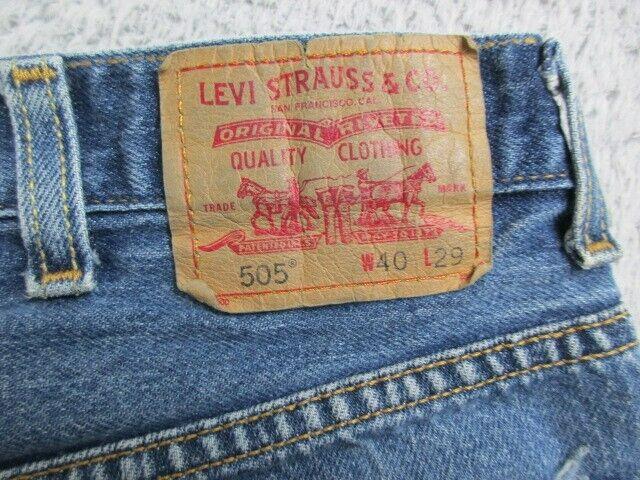 LEVI STRAUSS & CO.
SAN FRANCISCO, CAL.
ORIGINAL RIVETED
QUALITY CLOTHING
TRADE MARK
505® W40 L29